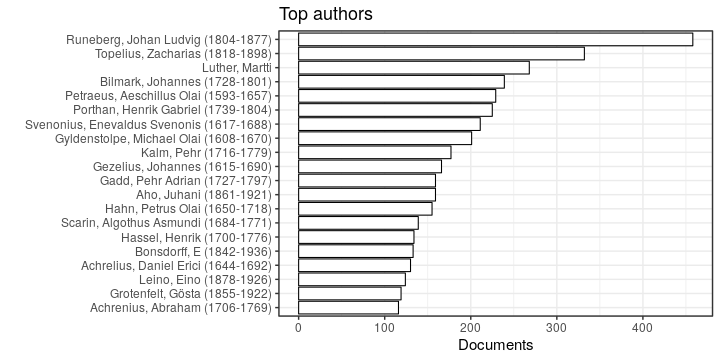 Top authors
Runeberg, Johan Ludvig (1804-1877)
Topelius, Zacharias (1818-1898)
Luther, Martti
Bilmark, Johannes (1728-1801)
Petraeus, Aeschillus Olai (1593-1657)
Porthan, Henrik Gabriel (1739-1804)
Svenonius, Enevaldus Svenonis (1617-1688)
Gyldenstolpe, Michael Olai (1608-1670)
Kalm, Pehr (1716-1779)
Gezelius, Johannes (1615-1690)
Gadd, Pehr Adrian (1727-1797)
Aho, Juhani (1861-1921)
Hahn, Petrus Olai (1650-1718)
Scarin, Algothus Asmundi (1684-1771)
Hassel, Henrik (1700-1776)
Bonsdorff, E (1842-1936)
Achrelius, Daniel Erici (1644-1692)
Leino, Eino (1878-1926)
Grotenfelt, Gösta (1855-1922)
Achrenius, Abraham (1706-1769)
0 100 200 300 400
Documents